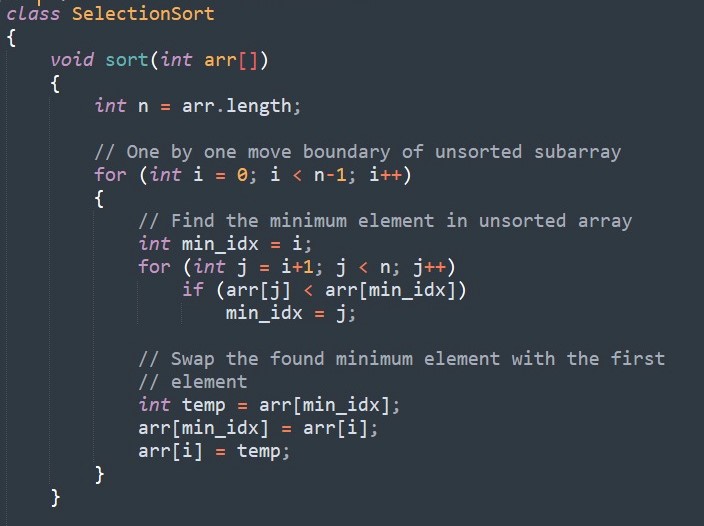 class SelectionSort
{
    void sort(int arr[])
    {
        int n = arr.length;

        // One by one move boundary of unsorted subarray
        for (int i = 0; i < n-1; i++)
        {
            // Find the minimum element in unsorted array
            int min_idx = i;
            for (int j = i+1; j < n; j++)
                if (arr[j] < arr[min_idx])
                    min_idx = j;

            // Swap the found minimum element with the first
            // element
            int temp = arr[min_idx];
            arr[min_idx] = arr[i];
            arr[i] = temp;
        }
    }